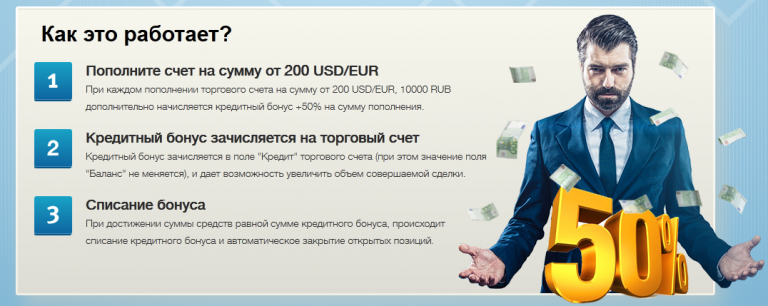 Как это работает?
1
Пополните счет на сумму от 200 USD/EUR
При каждом пополнении торгового счета на сумму от 200 USD/EUR, 10000 RUB
дополнительно начисляется кредитный бонус +50% на сумму пополнения.
2
Кредитный бонус зачисляется на торговый счет
Кредитный бонус зачисляется в поле "Кредит" торгового счета (при этом значение поля
"Баланс" не меняется), и дает возможность увеличить объем совершаемой сделки.
3
Списание бонуса
При достижении суммы средств равной сумме кредитного бонуса, происходит
списание кредитного бонуса и автоматическое закрытие открытых позиций.
50%